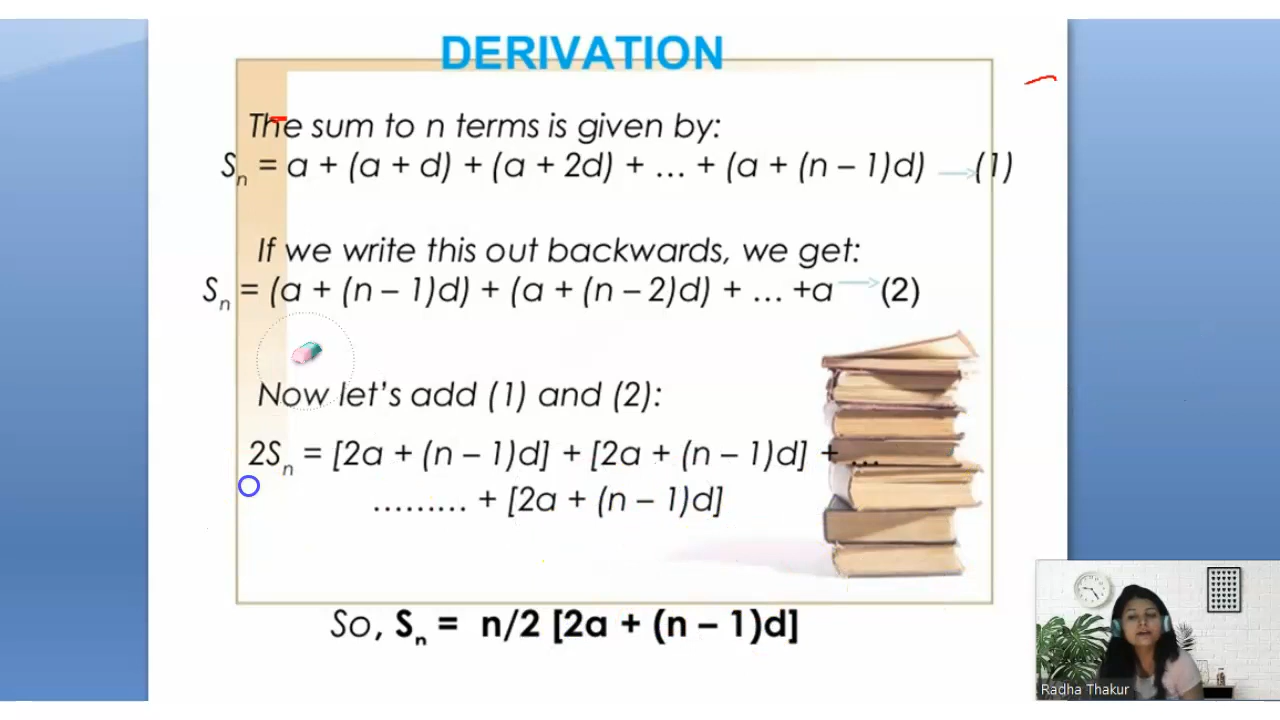 DERIVATION
The sum to n terms is given by:
Sn = a + (a + d) + (a + 2d) + … + (a + (n – 1)d) (1)
If we write this out backwards, we get:
Sn = (a + (n – 1)d) + (a + (n – 2)d) + … +a (2)
Now let's add (1) and (2):
2Sn = [2a + (n – 1)d] + [2a + (n – 1)d] + …
……… + [2a + (n – 1)d]
So, Sn = n/2 [2a + (n – 1)d]
Radha Thakur